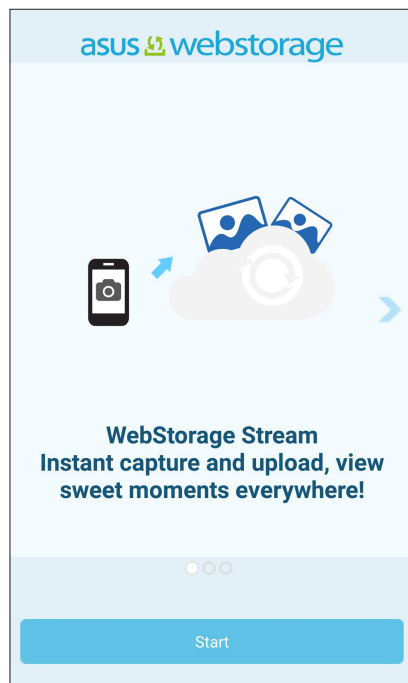 asus webstorage
WebStorage Stream
Instant capture and upload, view
sweet moments everywhere!
Start